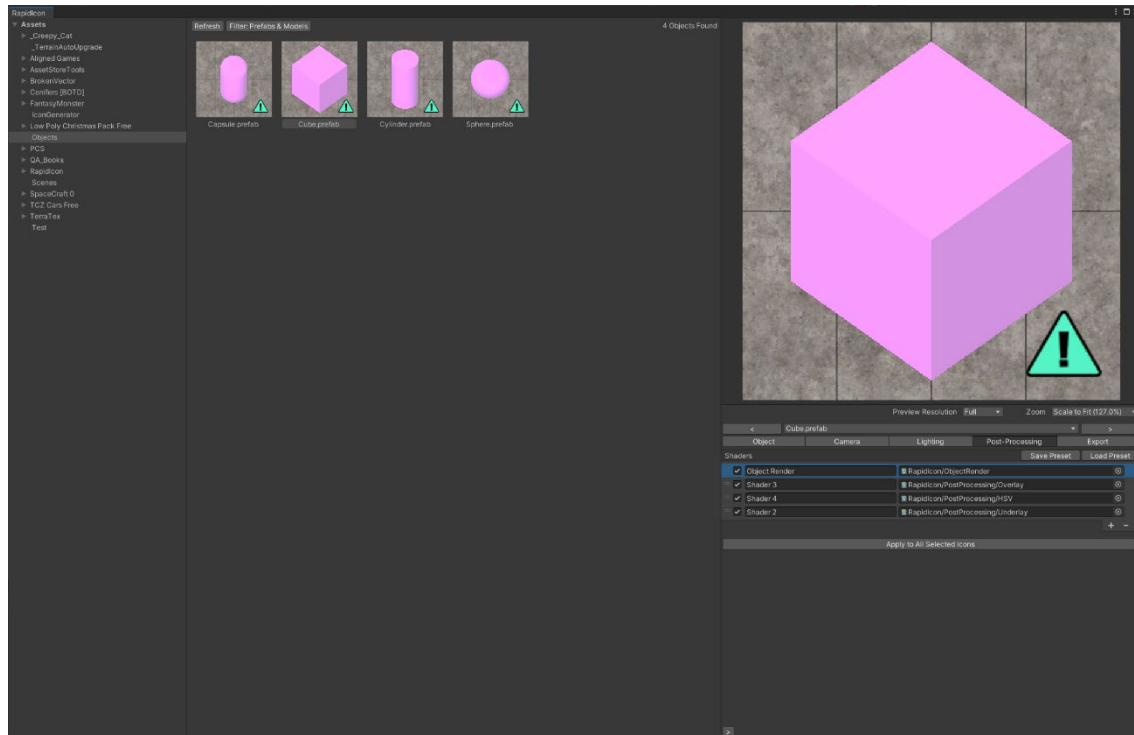 RapidIcon
Assets
_Creepy_Cat
_TerrainAutoUpgrade
Aligned Games
AssetStoreTools
BrokenVector
Conifers [BOTD]
FantasyMonster
IconGenerator
Low Poly Christmas Pack Free
Objects
PCS
QA_Books
RapidIcon
Scenes
SpaceCraft 0
TCZ Cars Free
TerraTex
Test
Refresh Filter: Prefabs & Models 4 Objects Found
Capsule.prefab Cube.prefab Cylinder.prefab Sphere.prefab
!
Preview Resolution Full Zoom Scale to Fit (127.0%)
< Cube.prefab >
Object Camera Lighting Post-Processing Export
Shaders Save Preset Load Preset
Object Render RapidIcon/ObjectRender
Shader 3 RapidIcon/PostProcessing/Overlay
Shader 4 RapidIcon/PostProcessing/HSV
Shader 2 RapidIcon/PostProcessing/Underlay
+ −
Apply to All Selected Icons
>